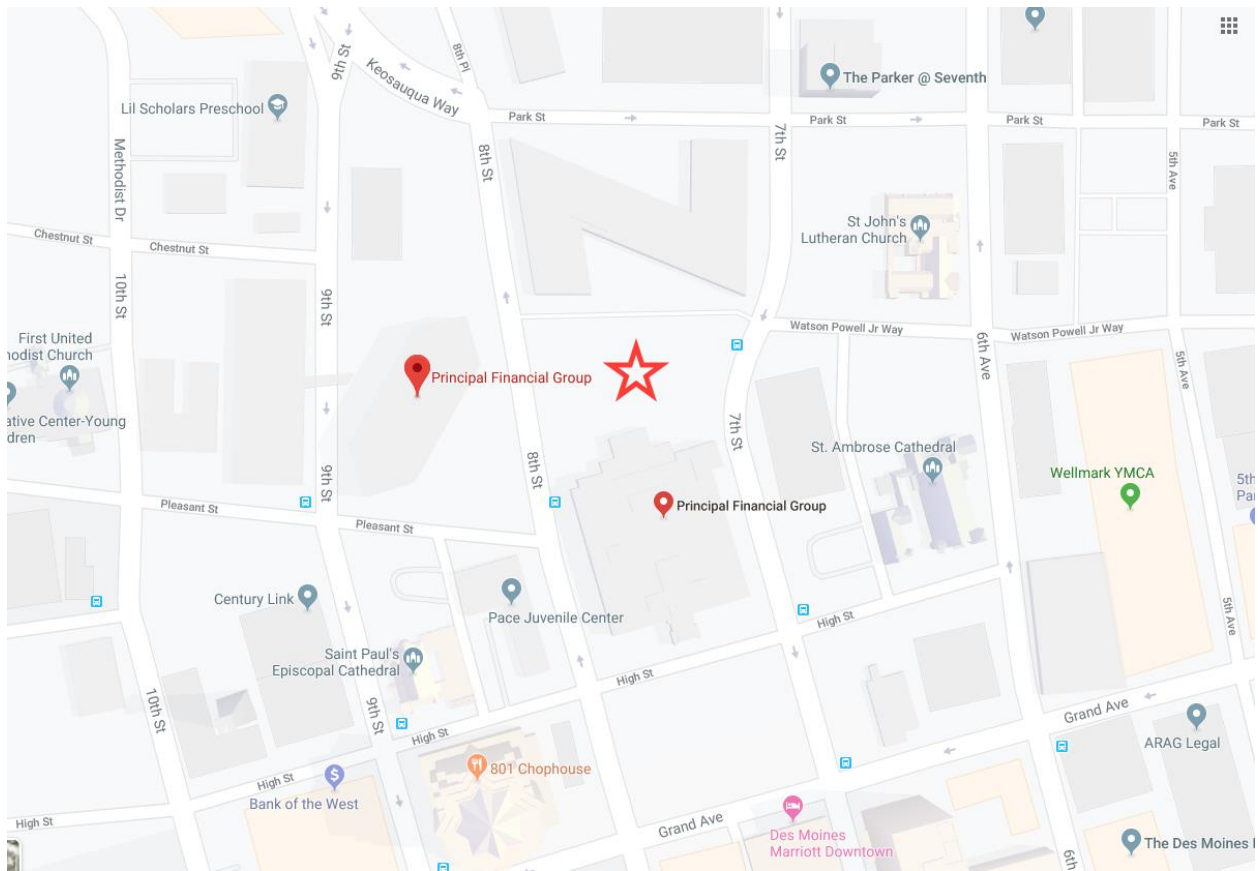 9th St
8th Pl
Keosauqua Way
The Parker @ Seventh
Lil Scholars Preschool
Park St
Park St
Park St
Park St
Methodist Dr
8th St
7th St
5th Ave
St John's
Lutheran Church
Chestnut St
Chestnut St
10th St
9th St
Watson Powell Jr Way
Watson Powell Jr Way
First United
hodist Church
6th Ave
5th Ave
Principal Financial Group
ative Center-Young
dren
7th St
St. Ambrose Cathedral
8th St
9th St
Wellmark YMCA
5th
Par
Pleasant St
Principal Financial Group
Pleasant St
Century Link
Pace Juvenile Center
High St
5th Ave
Saint Paul's
Episcopal Cathedral
High St
10th St
9th St
Grand Ave
High St
ARAG Legal
801 Chophouse
High St
Bank of the West
High St
Grand Ave
Des Moines
Marriott Downtown
The Des Moines
6th